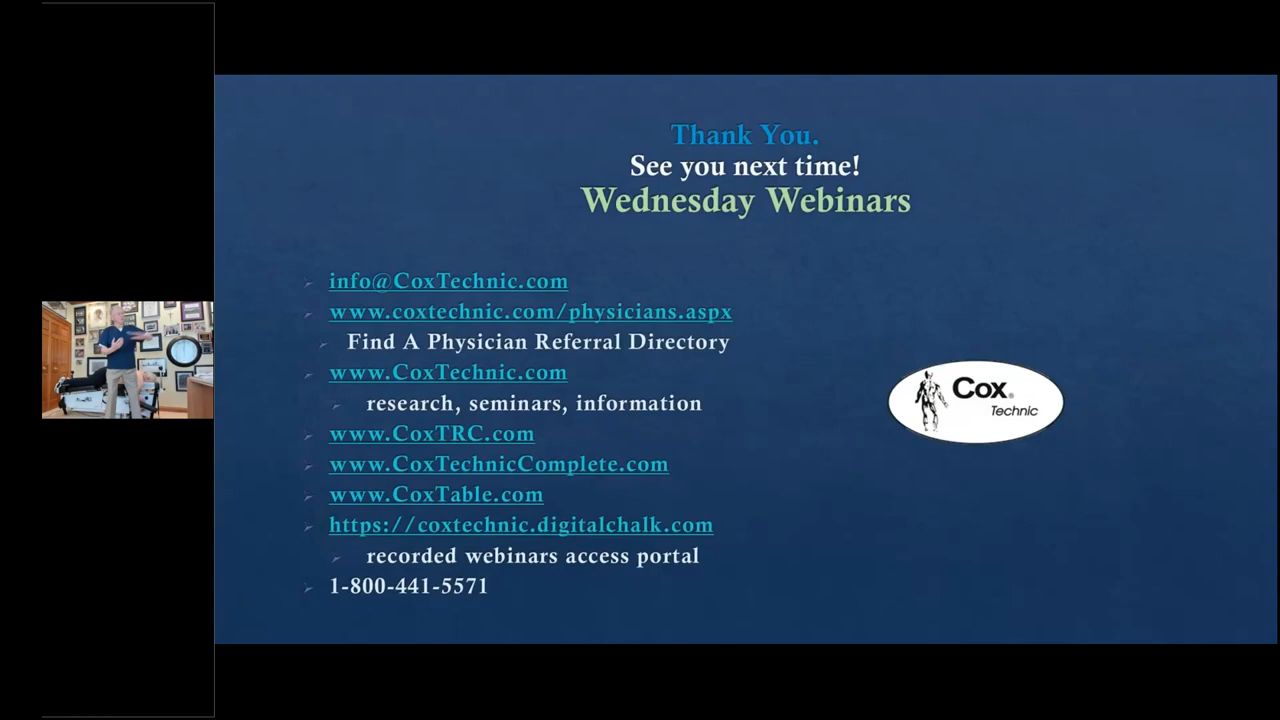 Thank You.
See you next time!
Wednesday Webinars
info@CoxTechnic.com
www.coxtechnic.com/physicians.aspx
Find A Physician Referral Directory
www.CoxTechnic.com
research, seminars, information
www.CoxTRC.com
www.CoxTechnicComplete.com
www.CoxTable.com
https://coxtechnic.digitalchalk.com
recorded webinars access portal
1-800-441-5571
Cox®
Technic